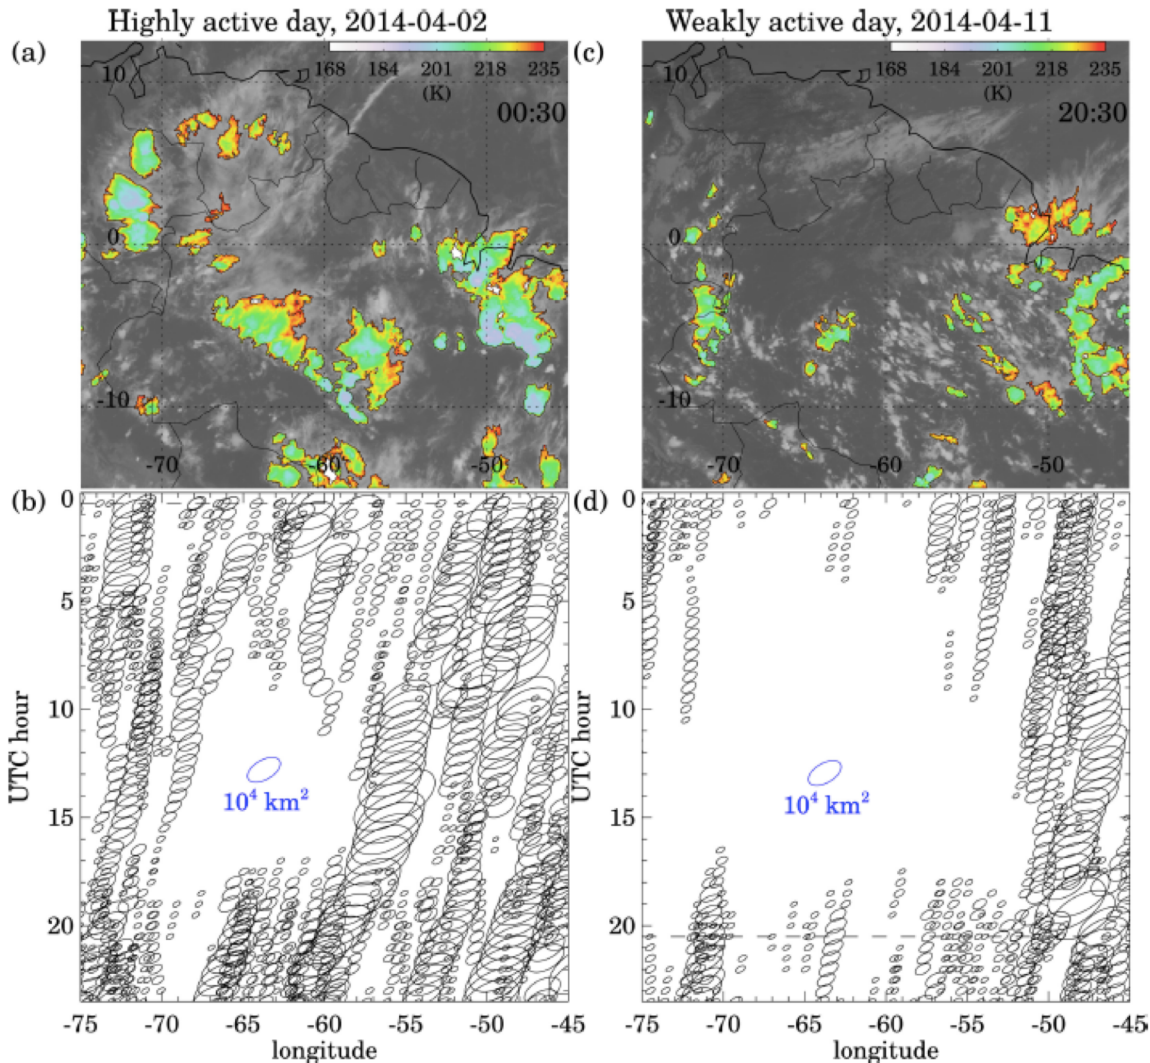 Highly active day, 2014-04-02
Weakly active day, 2014-04-11
(a)
168 184 201 218 235
(K)
00:30
10
0
-10
-70 -60 -50
(c)
168 184 201 218 235
(K)
20:30
10
0
-10
-70 -60 -50
(b)
0
5
10
15
20
UTC hour
10⁴ km²
-75 -70 -65 -60 -55 -50 -45
longitude
(d)
0
5
10
15
20
UTC hour
10⁴ km²
-75 -70 -65 -60 -55 -50 -45
longitude